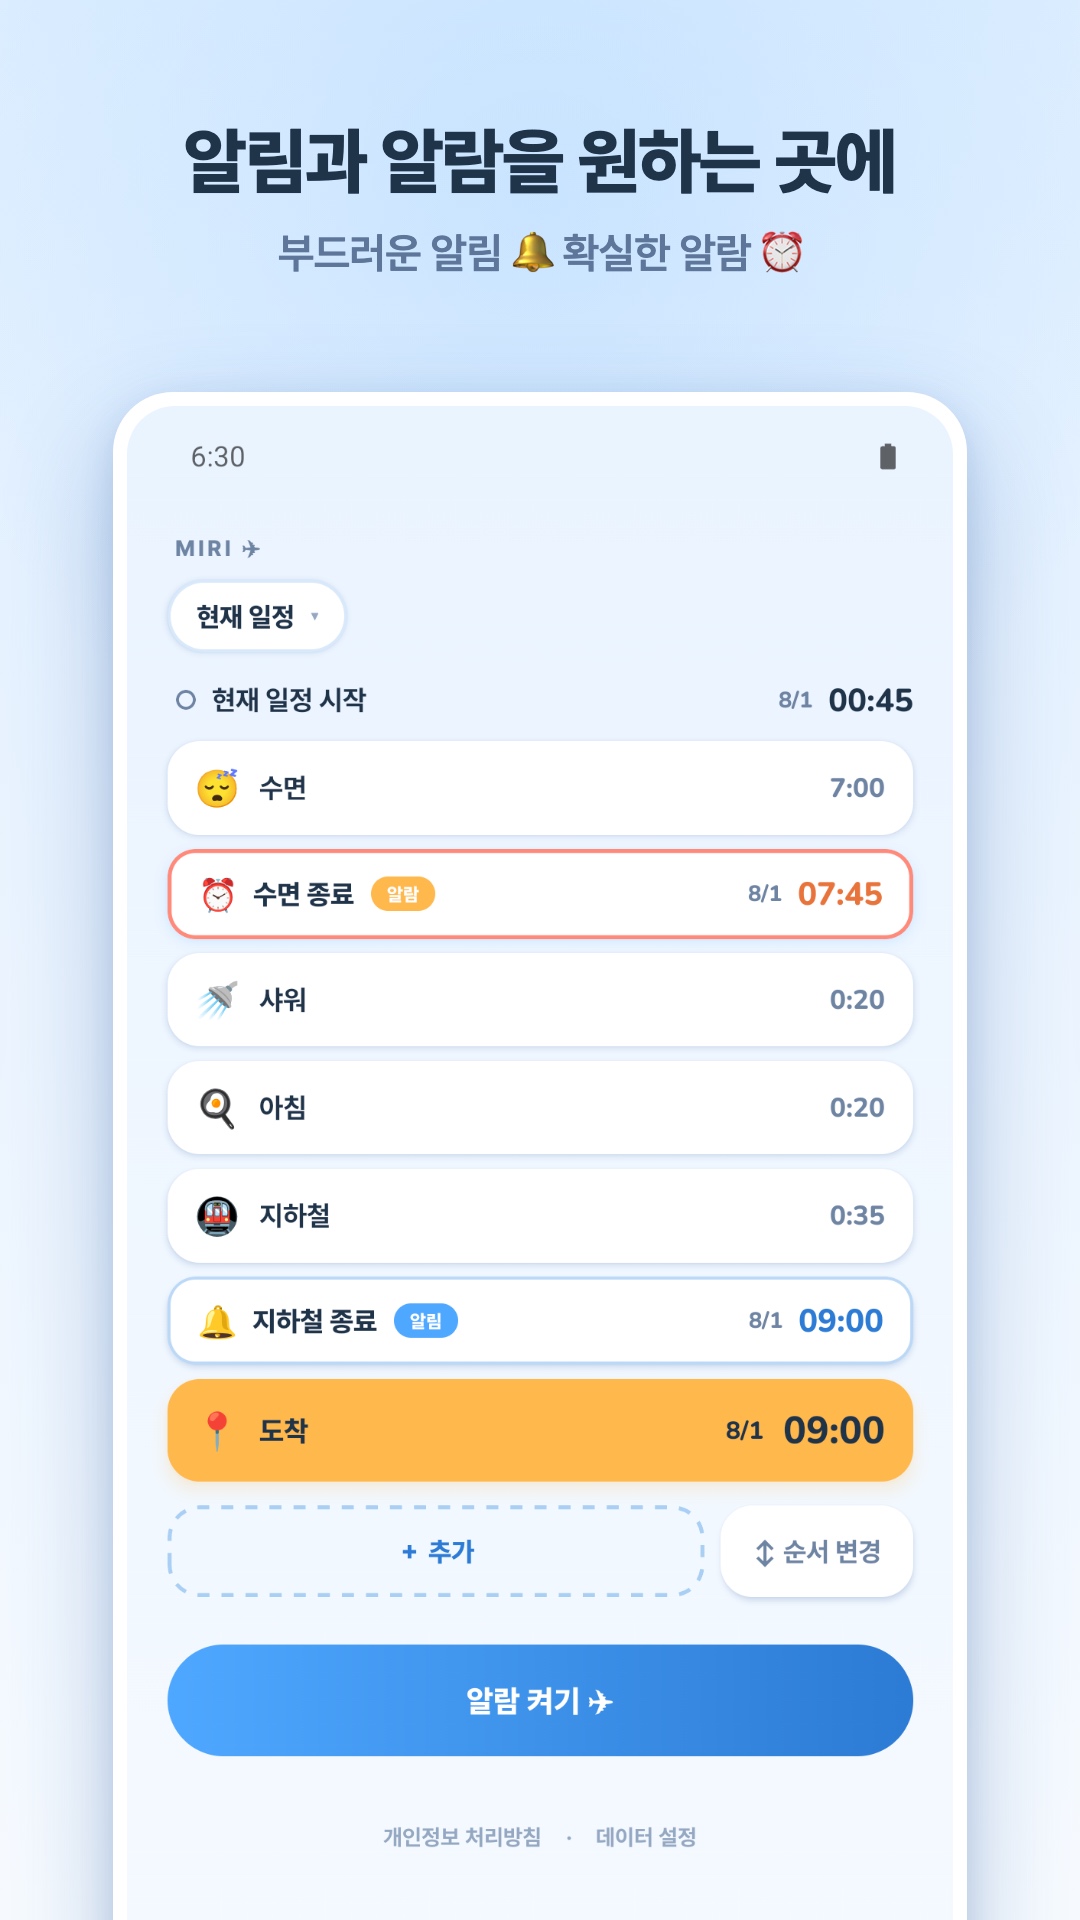 알림과 알람을 원하는 곳에
부드러운 알림 🔔 확실한 알람 ⏰
6:30
MIRI ✈
현재 일정 ▾
현재 일정 시작 8/1 00:45
😴 수면 7:00
⏰ 수면 종료 알람 8/1 07:45
🚿 샤워 0:20
🍳 아침 0:20
🚇 지하철 0:35
🔔 지하철 종료 알림 8/1 09:00
📍 도착 8/1 09:00
+ 추가 ↕ 순서 변경
알람 켜기 ✈
개인정보 처리방침 · 데이터 설정